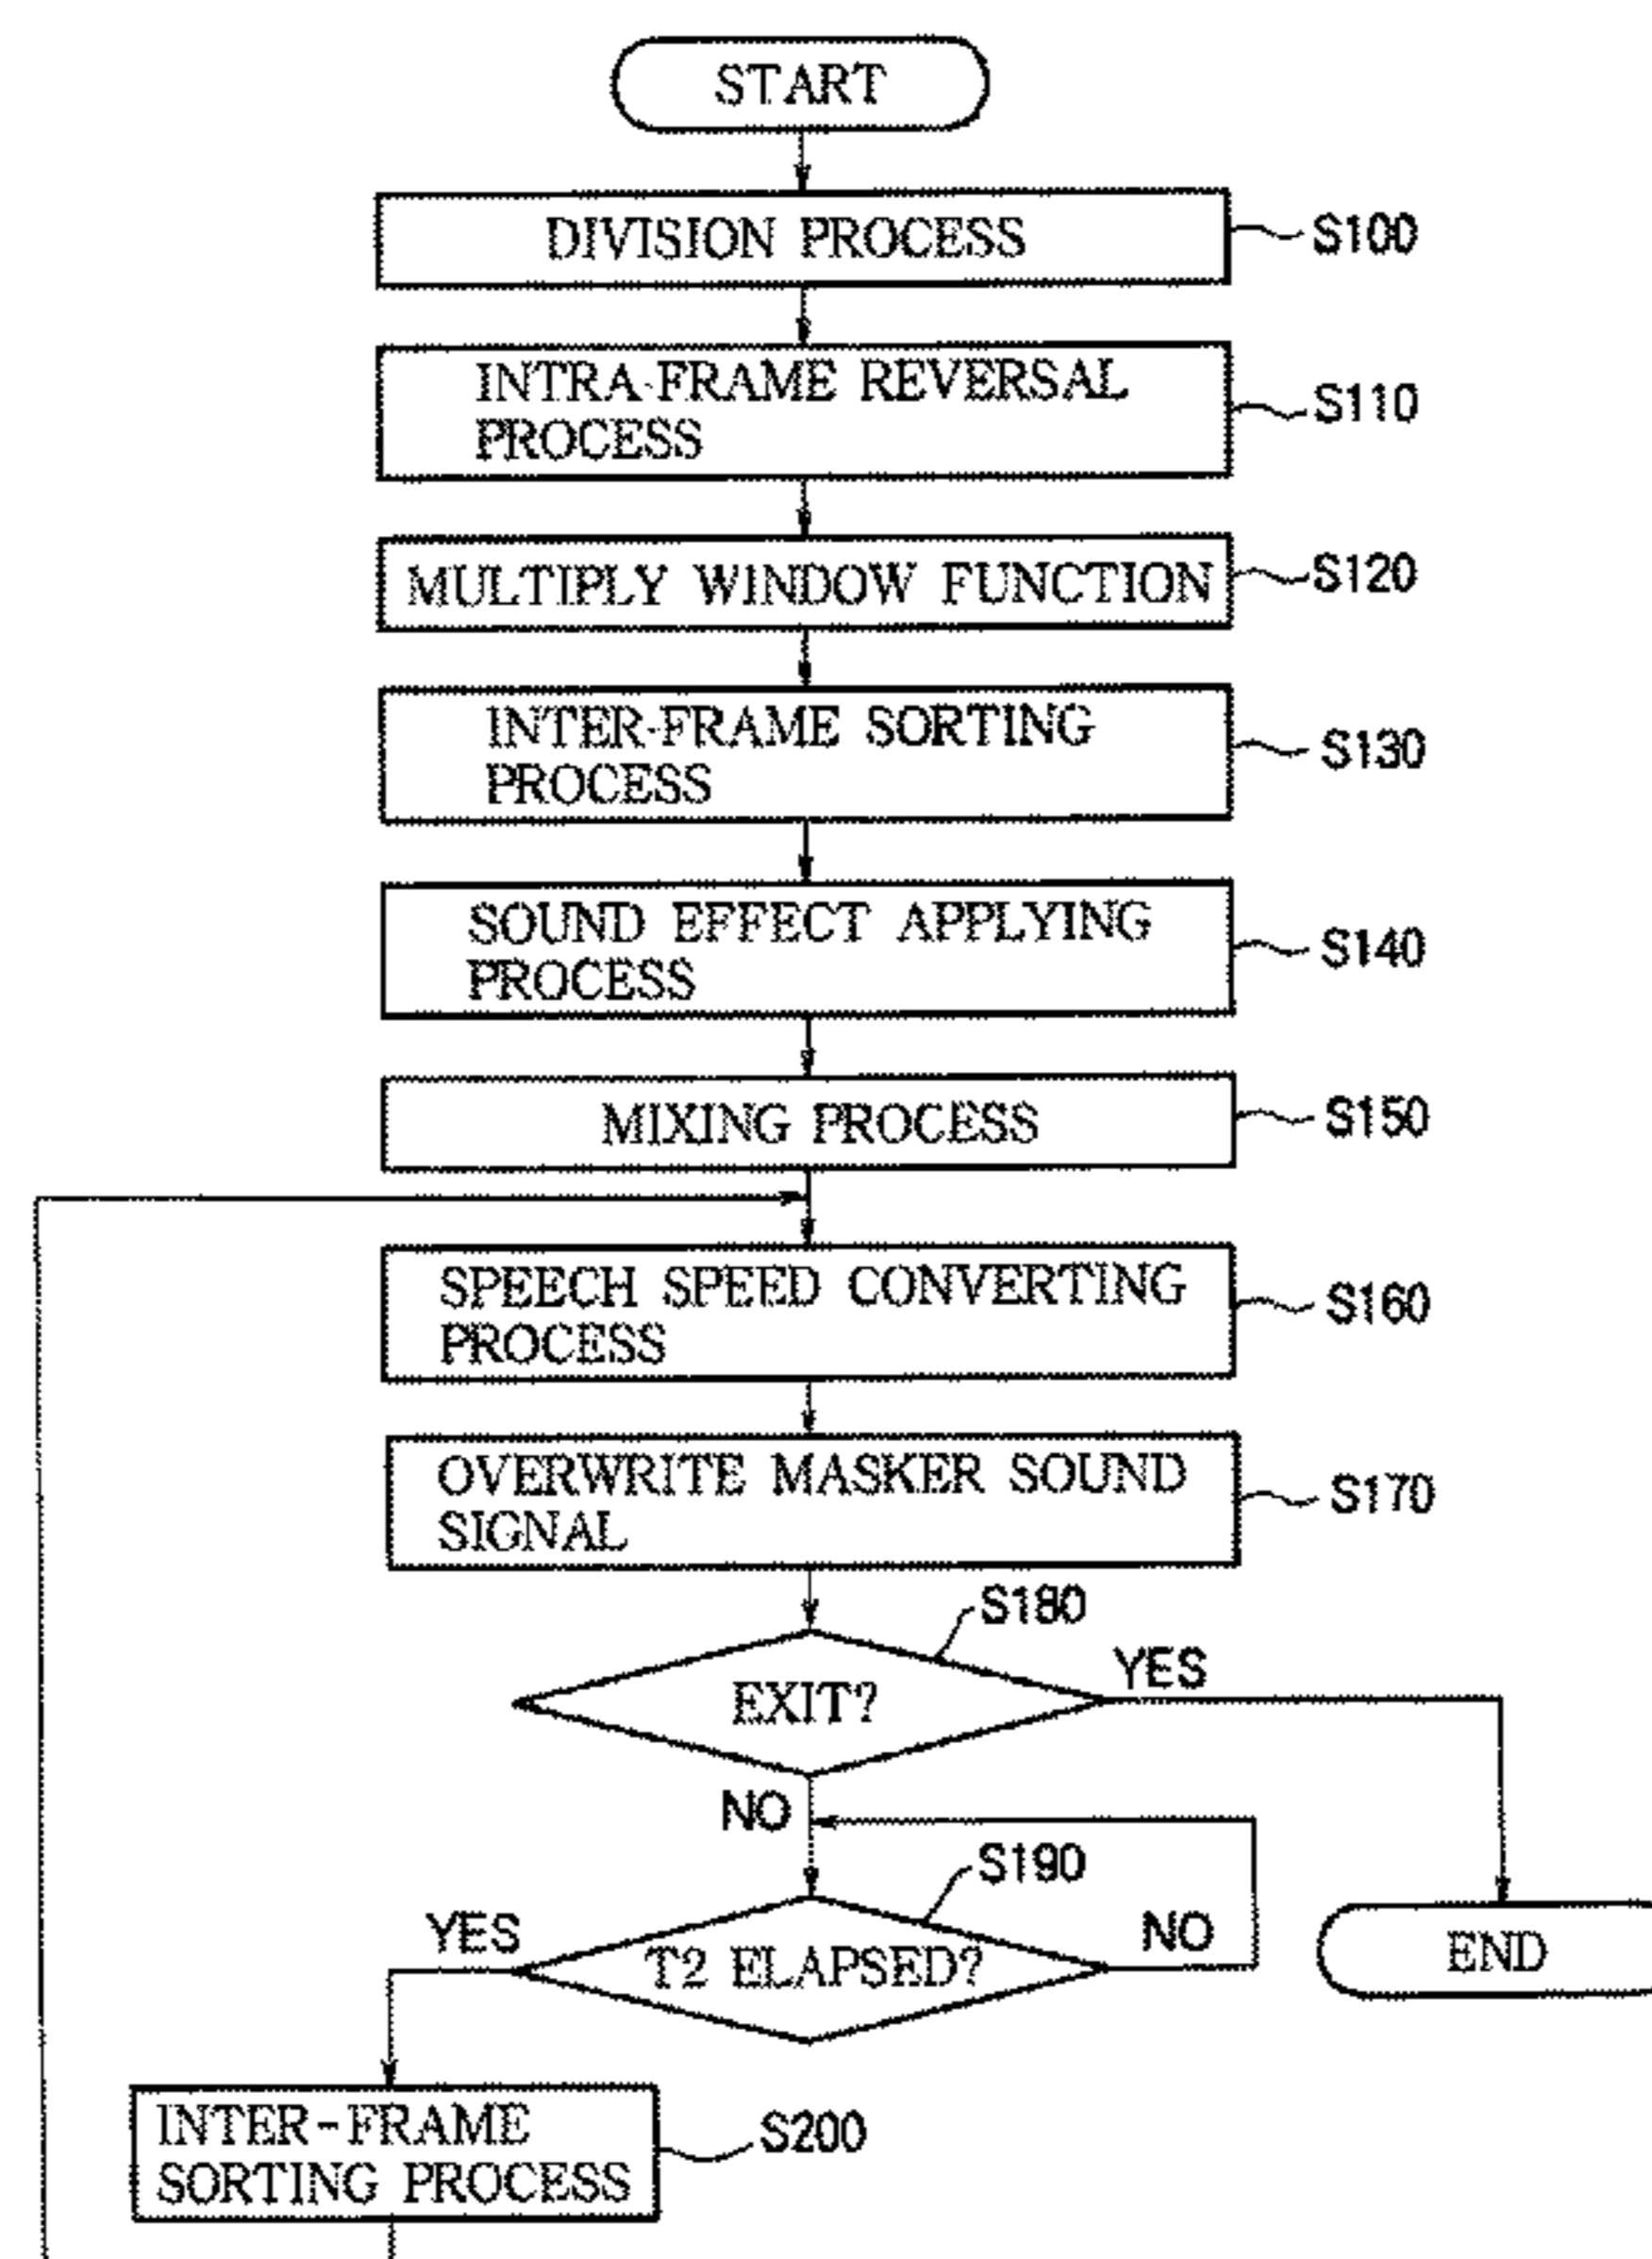 START
DIVISION PROCESS
S100
INTRA-FRAME REVERSAL
PROCESS
S110
MULTIPLY WINDOW FUNCTION
S120
INTER-FRAME SORTING
PROCESS
S130
SOUND EFFECT APPLYING
PROCESS
S140
MIXING PROCESS
S150
SPEECH SPEED CONVERTING
PROCESS
S160
OVERWRITE MASKER SOUND
SIGNAL
S170
S180
EXIT?
YES
NO
S190
T2 ELAPSED?
YES
NO
END
INTER-FRAME
SORTING PROCESS
S200